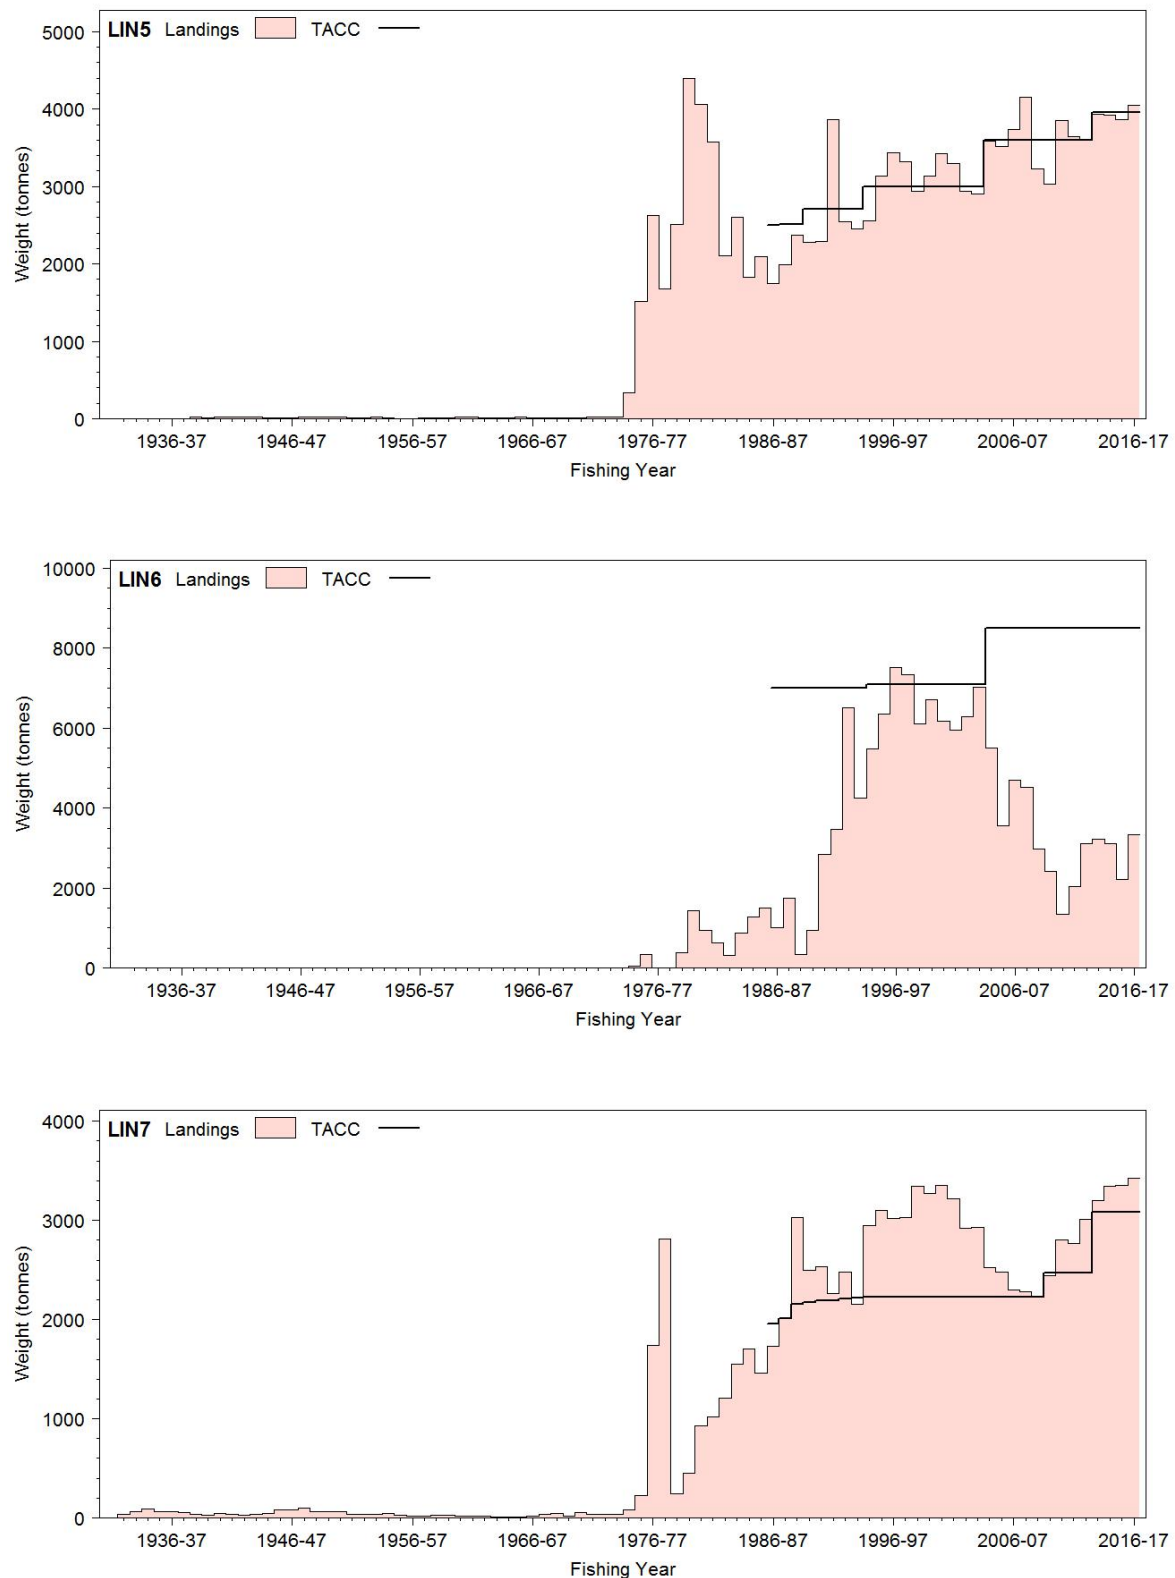 LIN5 Landings TACC
5000
4000
3000
2000
1000
0
Weight (tonnes)
1936-37 1946-47 1956-57 1966-67 1976-77 1986-87 1996-97 2006-07 2016-17
Fishing Year
LIN6 Landings TACC
10000
8000
6000
4000
2000
0
Weight (tonnes)
1936-37 1946-47 1956-57 1966-67 1976-77 1986-87 1996-97 2006-07 2016-17
Fishing Year
LIN7 Landings TACC
4000
3000
2000
1000
0
Weight (tonnes)
1936-37 1946-47 1956-57 1966-67 1976-77 1986-87 1996-97 2006-07 2016-17
Fishing Year